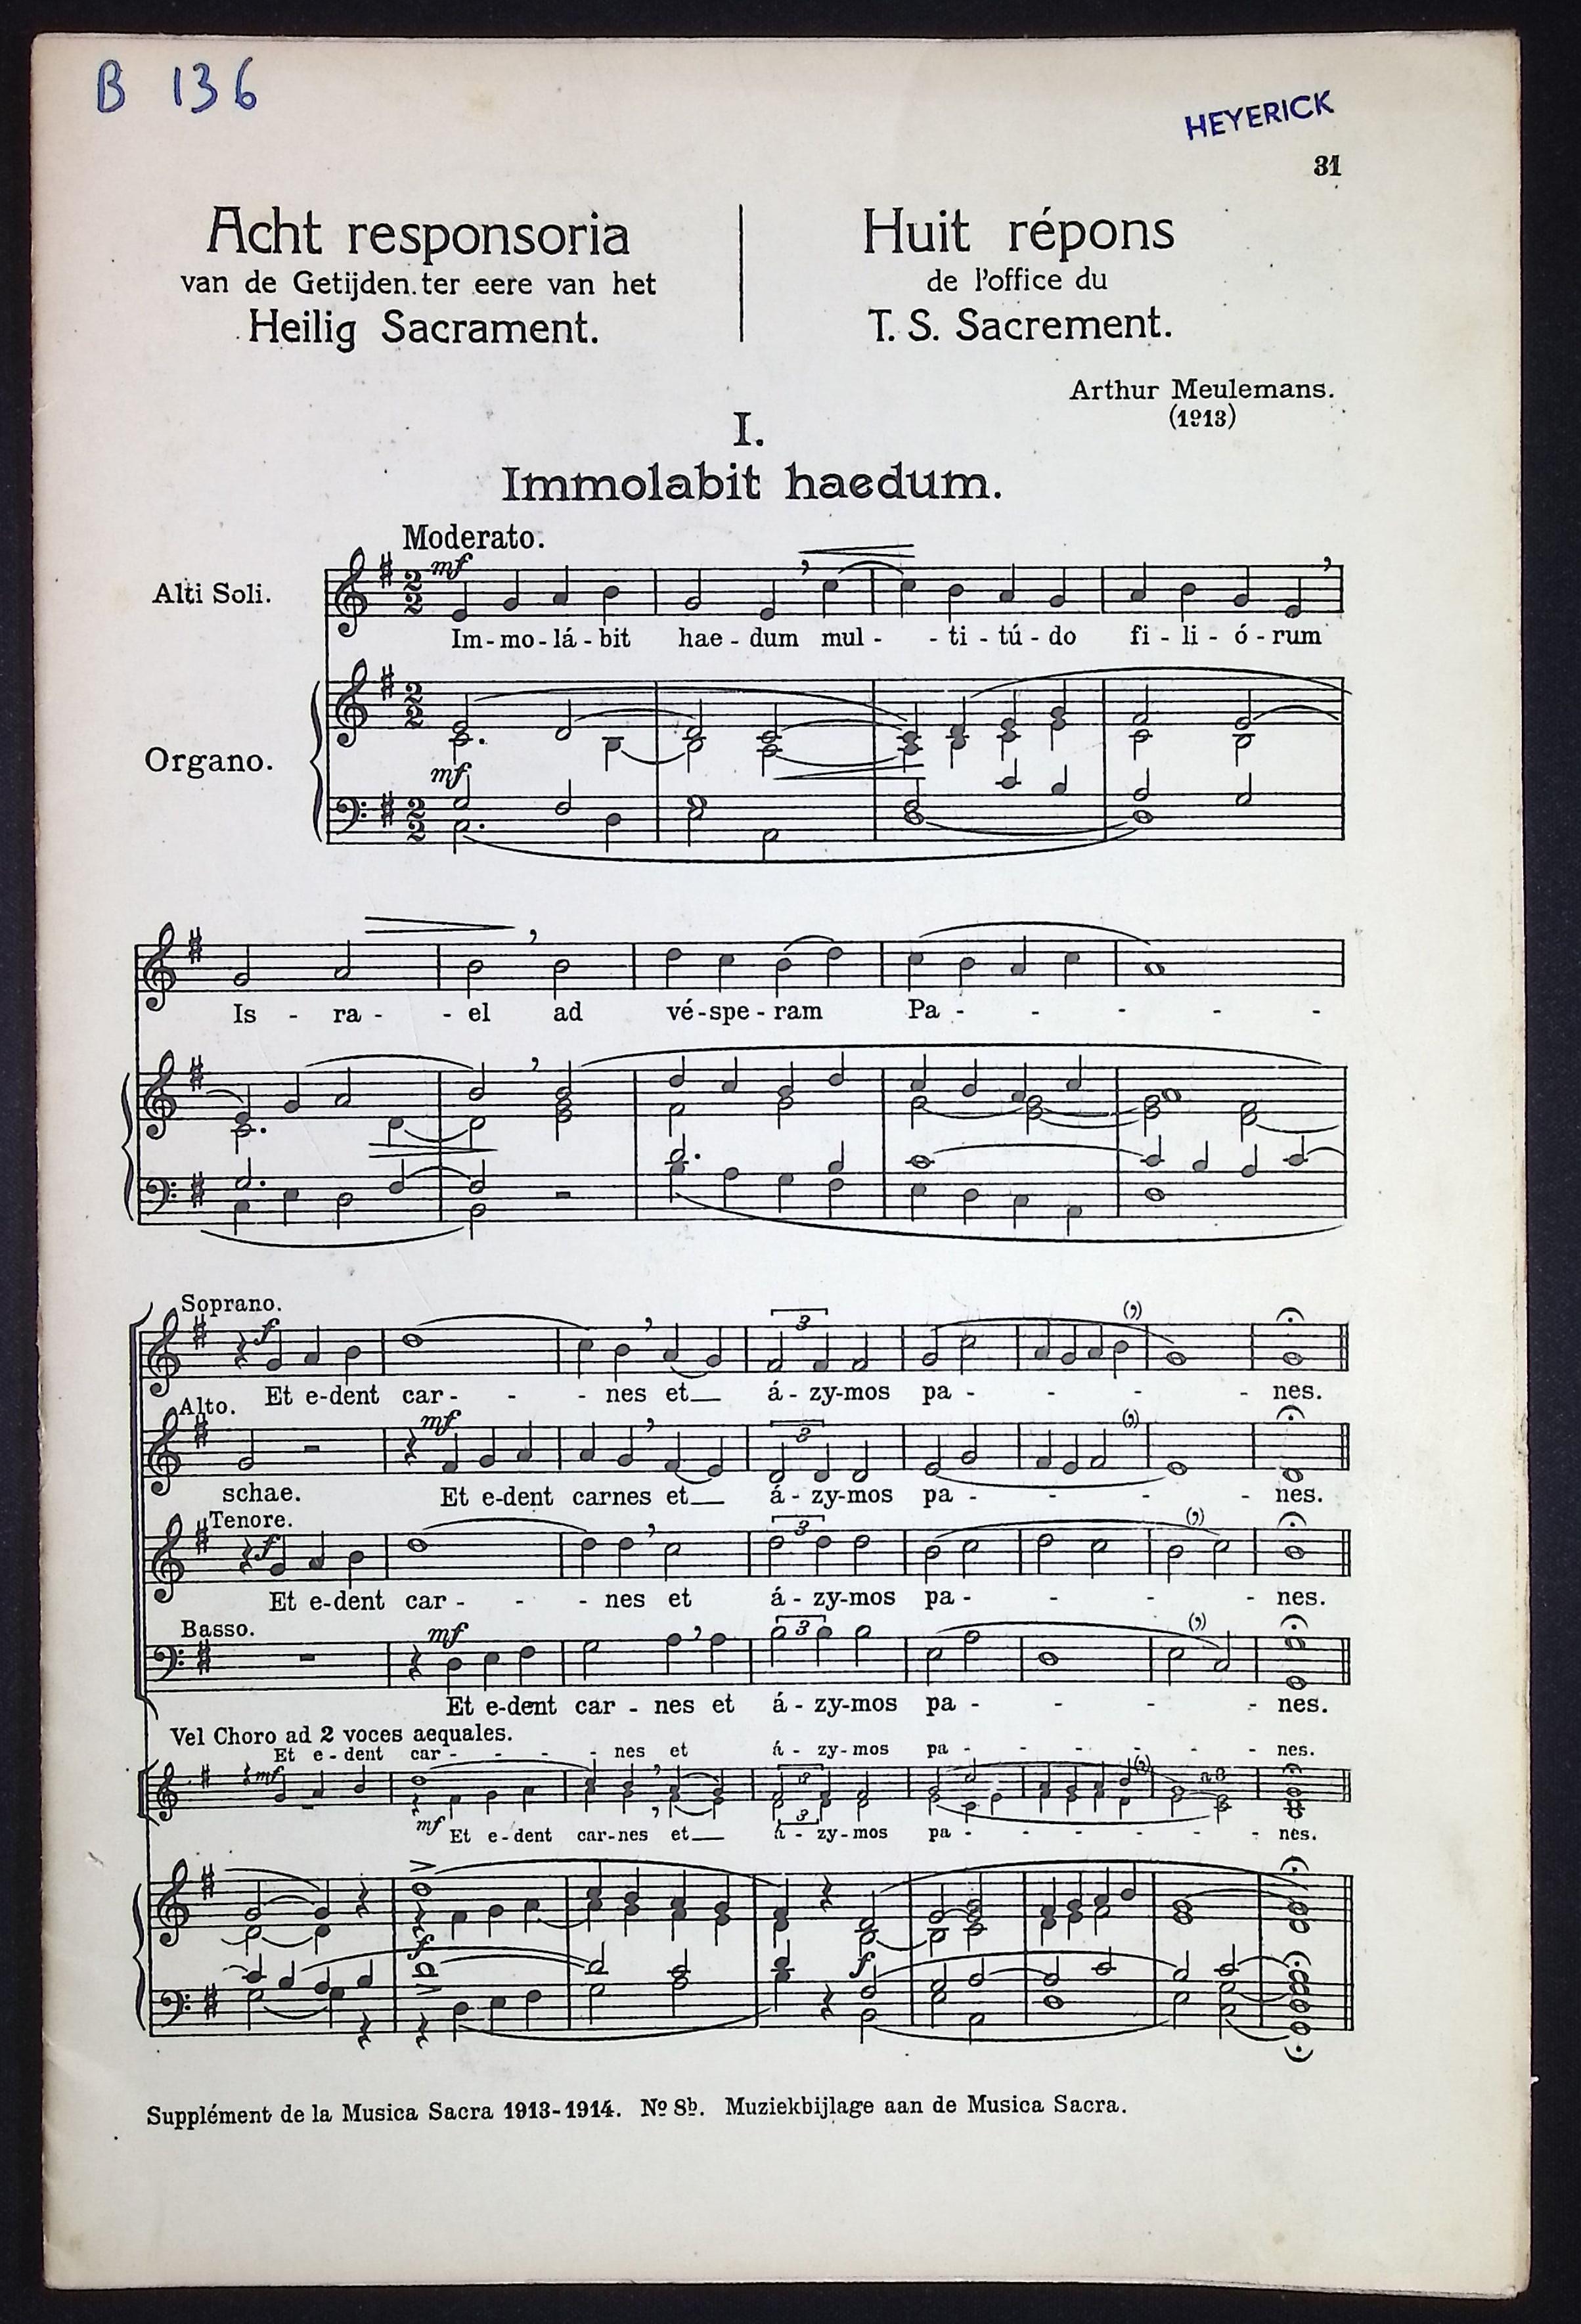 B 136
HEYERICK
31
Acht responsoria
van de Getijden.ter eere van het
Heilig Sacrament.
Huit répons
de l'office du
T. S. Sacrement.
Arthur Meulemans.
(1913)
I.
Immolabit haedum.
Moderato.
mf
Alti Soli.
Im-mo-lá-bit hae-dum mul- -ti-tú-do fi-li-ó-rum
Organo.
mf
Is - ra - - el ad vé-spe-ram Pa - - - - -
Soprano.
f
Et e-dent car - - - nes et á-zy-mos pa - - - - nes.
Alto.
mf
schae. Et e-dent carnes et á-zy-mos pa - - - - nes.
Tenore.
f
Et e-dent car - - - nes et á-zy-mos pa - - - - nes.
Basso.
mf
Et e-dent car - nes et á-zy-mos pa - - - - nes.
Vel Choro ad 2 voces aequales.
Et e-dent car - - - - nes et á-zy-mos pa - - - - - nes.
mf
mf Et e-dent car-nes et á-zy-mos pa - - - - - nes.
f
f
Supplément de la Musica Sacra 1913-1914. No 8b. Muziekbijlage aan de Musica Sacra.